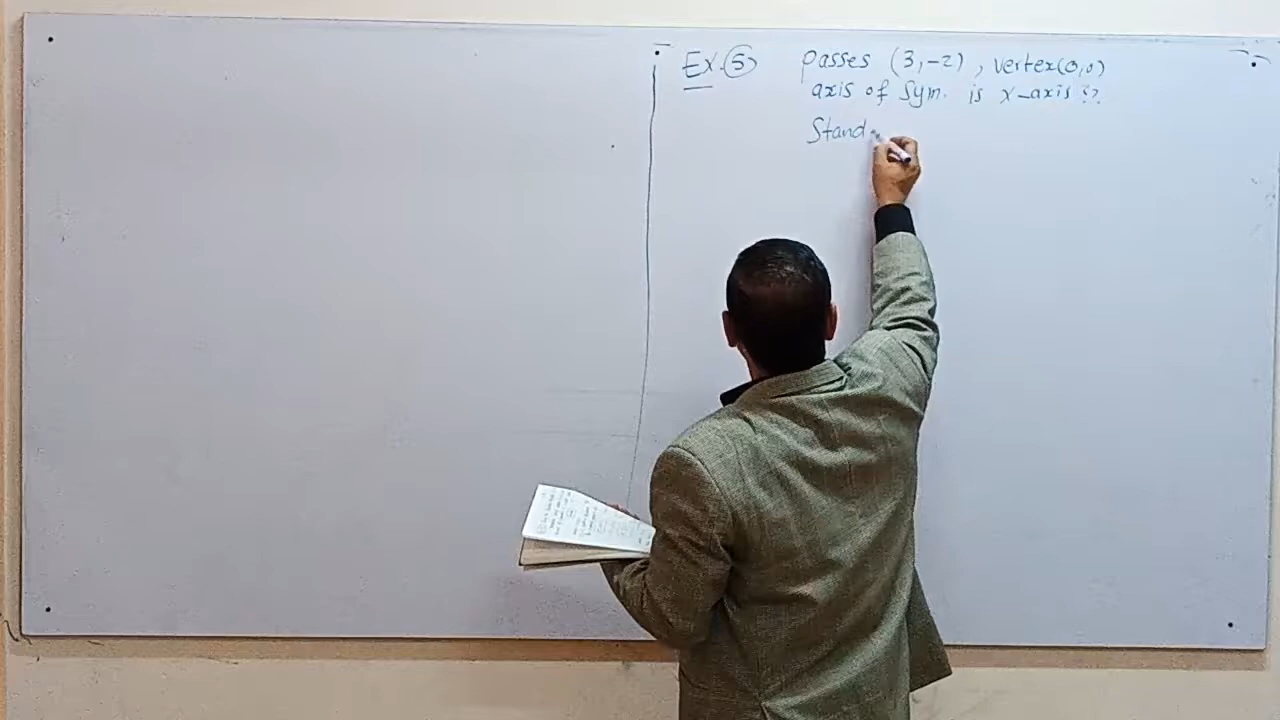 Ex. 5 passes (3,-2), vertex(0,0)
axis of Sym. is x-axis ??
Stand